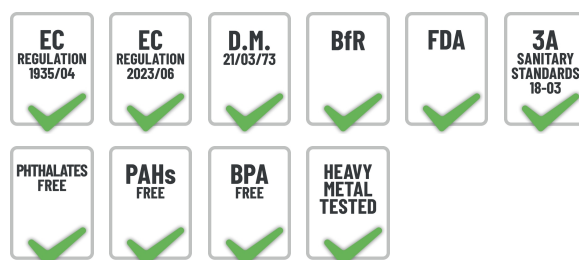 EC
REGULATION
1935/04
EC
REGULATION
2023/06
D.M.
21/03/73
BfR
FDA
3A
SANITARY
STANDARDS
18-03
PHTHALATES
FREE
PAHs
FREE
BPA
FREE
HEAVY
METAL
TESTED